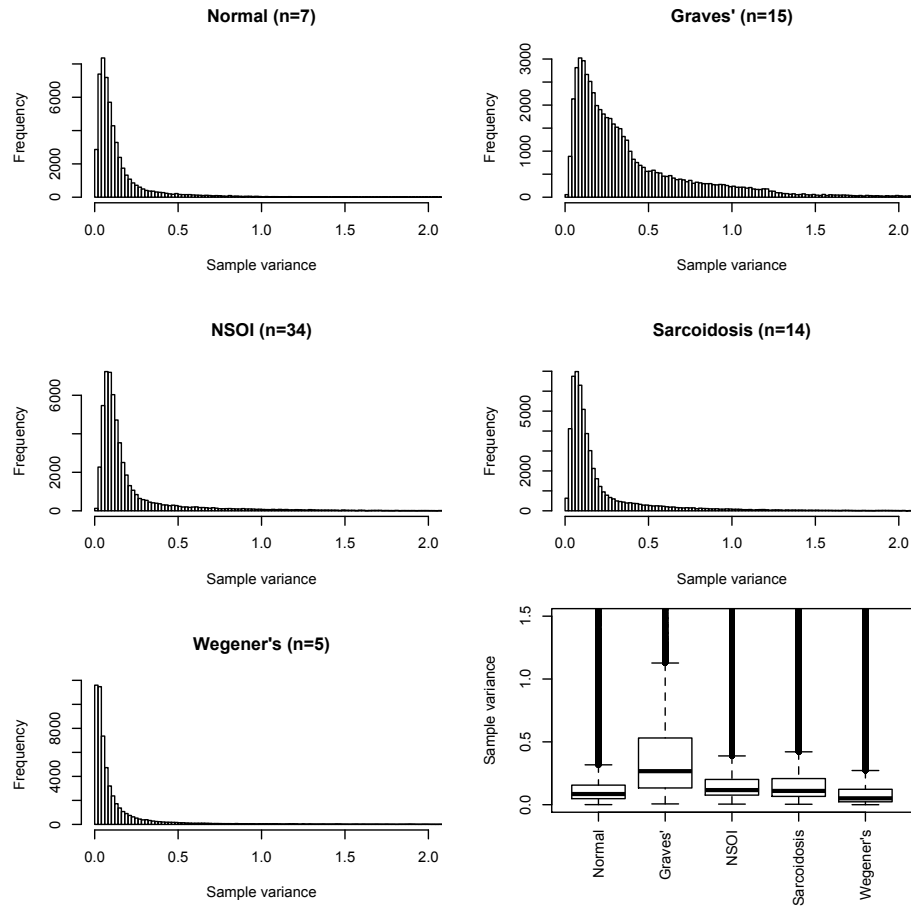 Normal (n=7)
Frequency
0 2000 6000
0.0 0.5 1.0 1.5 2.0
Sample variance
Graves' (n=15)
Frequency
0 1000 2000 3000
0.0 0.5 1.0 1.5 2.0
Sample variance
NSOI (n=34)
Frequency
0 2000 6000
0.0 0.5 1.0 1.5 2.0
Sample variance
Sarcoidosis (n=14)
Frequency
0 2000 5000
0.0 0.5 1.0 1.5 2.0
Sample variance
Wegener's (n=5)
Frequency
0 4000 8000
0.0 0.5 1.0 1.5 2.0
Sample variance
Sample variance
0.0 0.5 1.0 1.5
Normal
Graves'
NSOI
Sarcoidosis
Wegener's